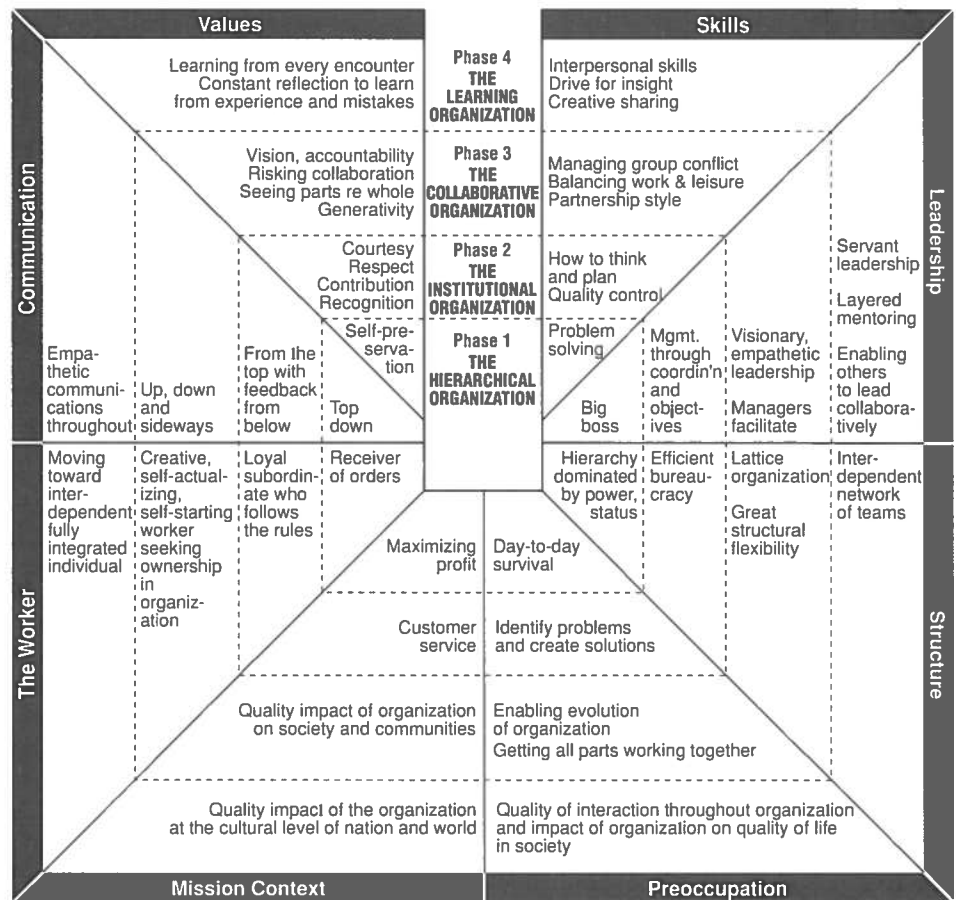 Values
Skills
Communication
Leadership
The Worker
Structure
Mission Context
Preoccupation
Phase 4
THE
LEARNING
ORGANIZATION
Phase 3
THE
COLLABORATIVE
ORGANIZATION
Phase 2
THE
INSTITUTIONAL
ORGANIZATION
Phase 1
THE
HIERARCHICAL
ORGANIZATION
Learning from every encounter
Constant reflection to learn
from experience and mistakes
Vision, accountability
Risking collaboration
Seeing parts re whole
Generativity
Courtesy
Respect
Contribution
Recognition
Self-pre-
serva-
tion
Interpersonal skills
Drive for insight
Creative sharing
Managing group conflict
Balancing work & leisure
Partnership style
How to think
and plan
Quality control
Problem
solving
Empa-
thetic
communi-
cations
throughout
Up, down
and
sideways
From the
top with
feedback
from
below
Top
down
Big
boss
Mgmt.
through
coordin'n
and
object-
ives
Visionary,
empathetic
leadership
Managers
facilitate
Servant
leadership
Layered
mentoring
Enabling
others
to lead
collabora-
tively
Moving
toward
inter-
dependent
fully
integrated
individual
Creative,
self-actual-
izing,
self-starting
worker
seeking
ownership
in
organiz-
ation
Loyal
subordin-
ate who
follows
the rules
Receiver
of orders
Hierarchy
dominated
by power,
status
Efficient
bureau-
cracy
Lattice
organization
Great
structural
flexibility
Inter-
dependent
network
of teams
Maximizing
profit
Customer
service
Quality impact of organization
on society and communities
Quality impact of the organization
at the cultural level of nation and world
Day-to-day
survival
Identify problems
and create solutions
Enabling evolution
of organization
Getting all parts working together
Quality of interaction throughout organization
and impact of organization on quality of life
in society